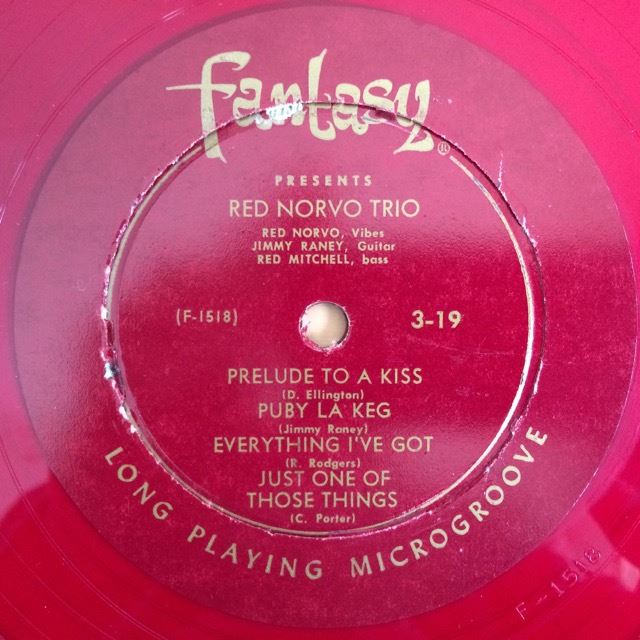 fantasy®
PRESENTS
RED NORVO TRIO
RED NORVO, Vibes
JIMMY RANEY, Guitar
RED MITCHELL, bass
(F-1518) 3-19
PRELUDE TO A KISS
(D. Ellington)
PUBY LA KEG
(Jimmy Raney)
EVERYTHING I'VE GOT
(R. Rodgers)
JUST ONE OF
THOSE THINGS
(C. Porter)
LONG PLAYING MICROGROOVE
F-1518